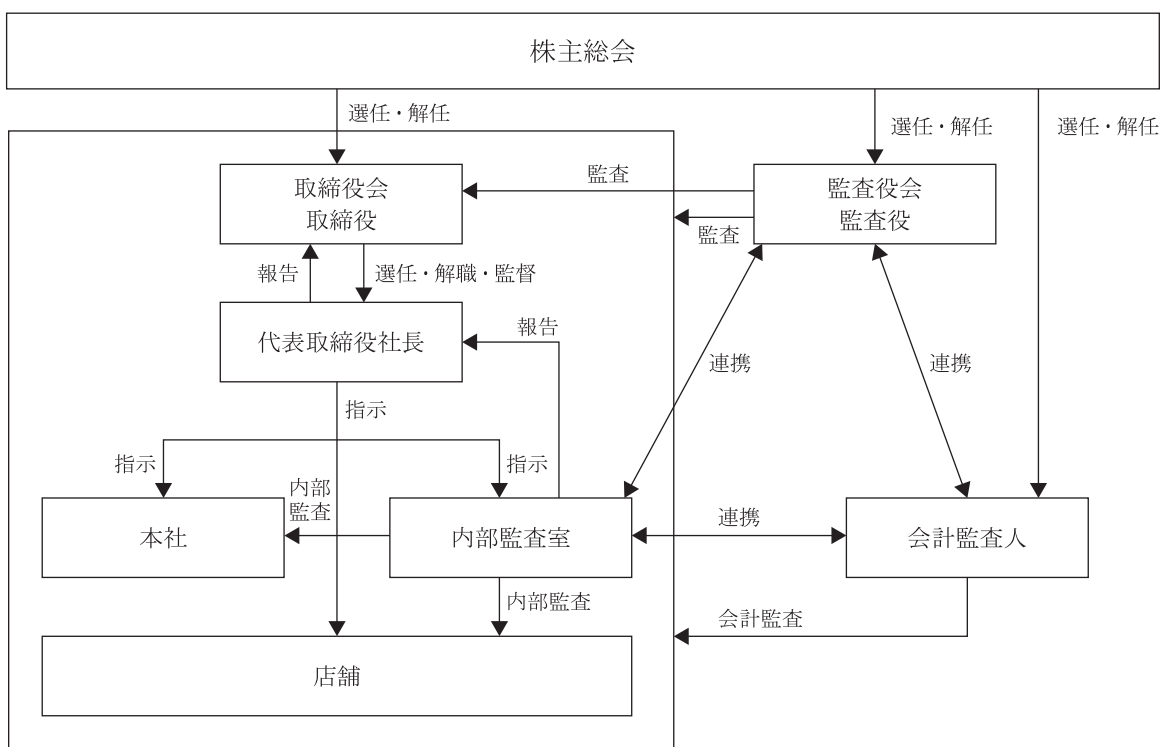 株主総会
選任・解任
選任・解任
選任・解任
取締役会
取締役
監査
監査役会
監査役
監査
報告
選任・解職・監督
代表取締役社長
報告
連携
連携
指示
指示
指示
内部
監査
本社
内部監査室
連携
会計監査人
内部監査
会計監査
店舗